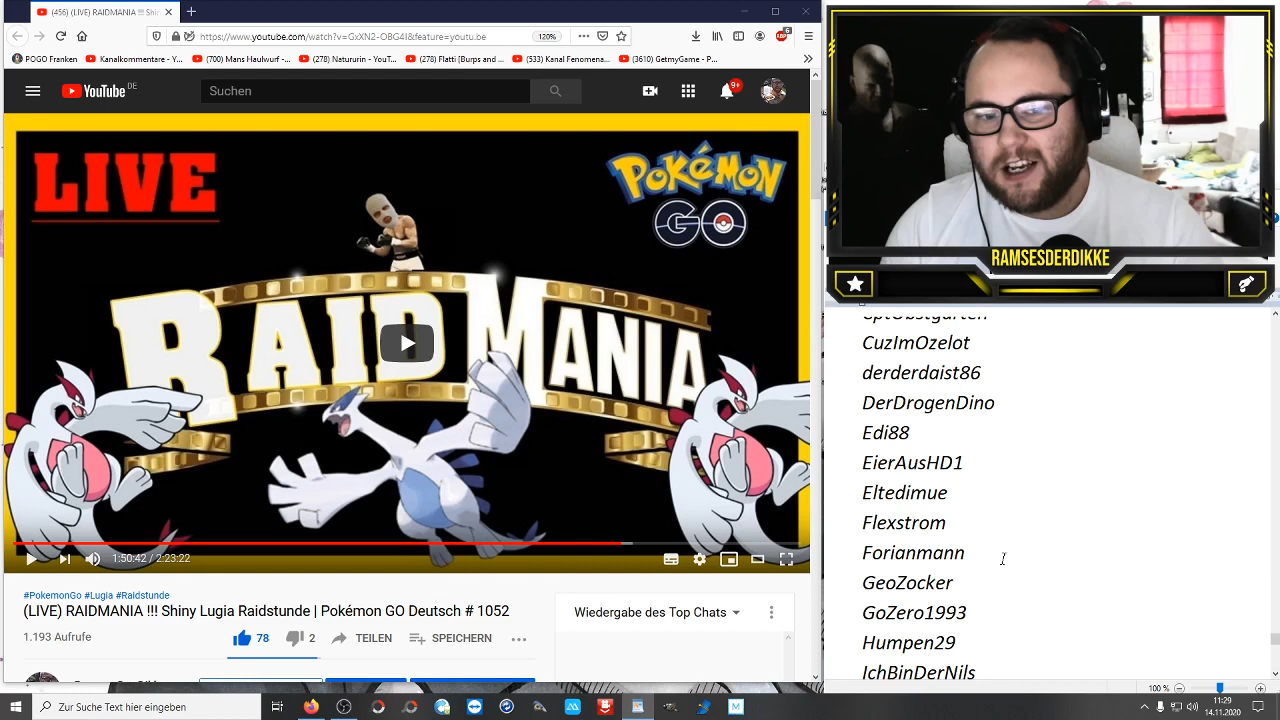 (456) (LIVE) RAIDMANIA !!! Shiny
https://www.youtube.com/watch?v=GxXN2-OBG4I&feature=youtu.
120%
POGO Franken
Kanalkommentare - Y...
(700) Mans Haulwurf -...
(278) Natururin - YouT...
(278) Flatti [Burps and ...
(533) Kanal Fenomena...
(3610) GetmyGame - P...
YouTube DE
Suchen
9+
LIVE
POKÉMON
GO
RAID MANIA
1:50:42 / 2:23:22
#PokemonGo #Lugia #Raidstunde
(LIVE) RAIDMANIA !!! Shiny Lugia Raidstunde | Pokémon GO Deutsch # 1052
1.193 Aufrufe
78
2
TEILEN
SPEICHERN
Wiedergabe des Top Chats
RAMSESDERDIKKE
CptObstgarten
CuzImOzelot
derderdaist86
DerDrogenDino
Edi88
EierAusHD1
Eltedimue
Flexstrom
Forianmann
GeoZocker
GoZero1993
Humpen29
IchBinDerNils
100 %
Zur Suche Text hier eingeben
11:29
14.11.2020